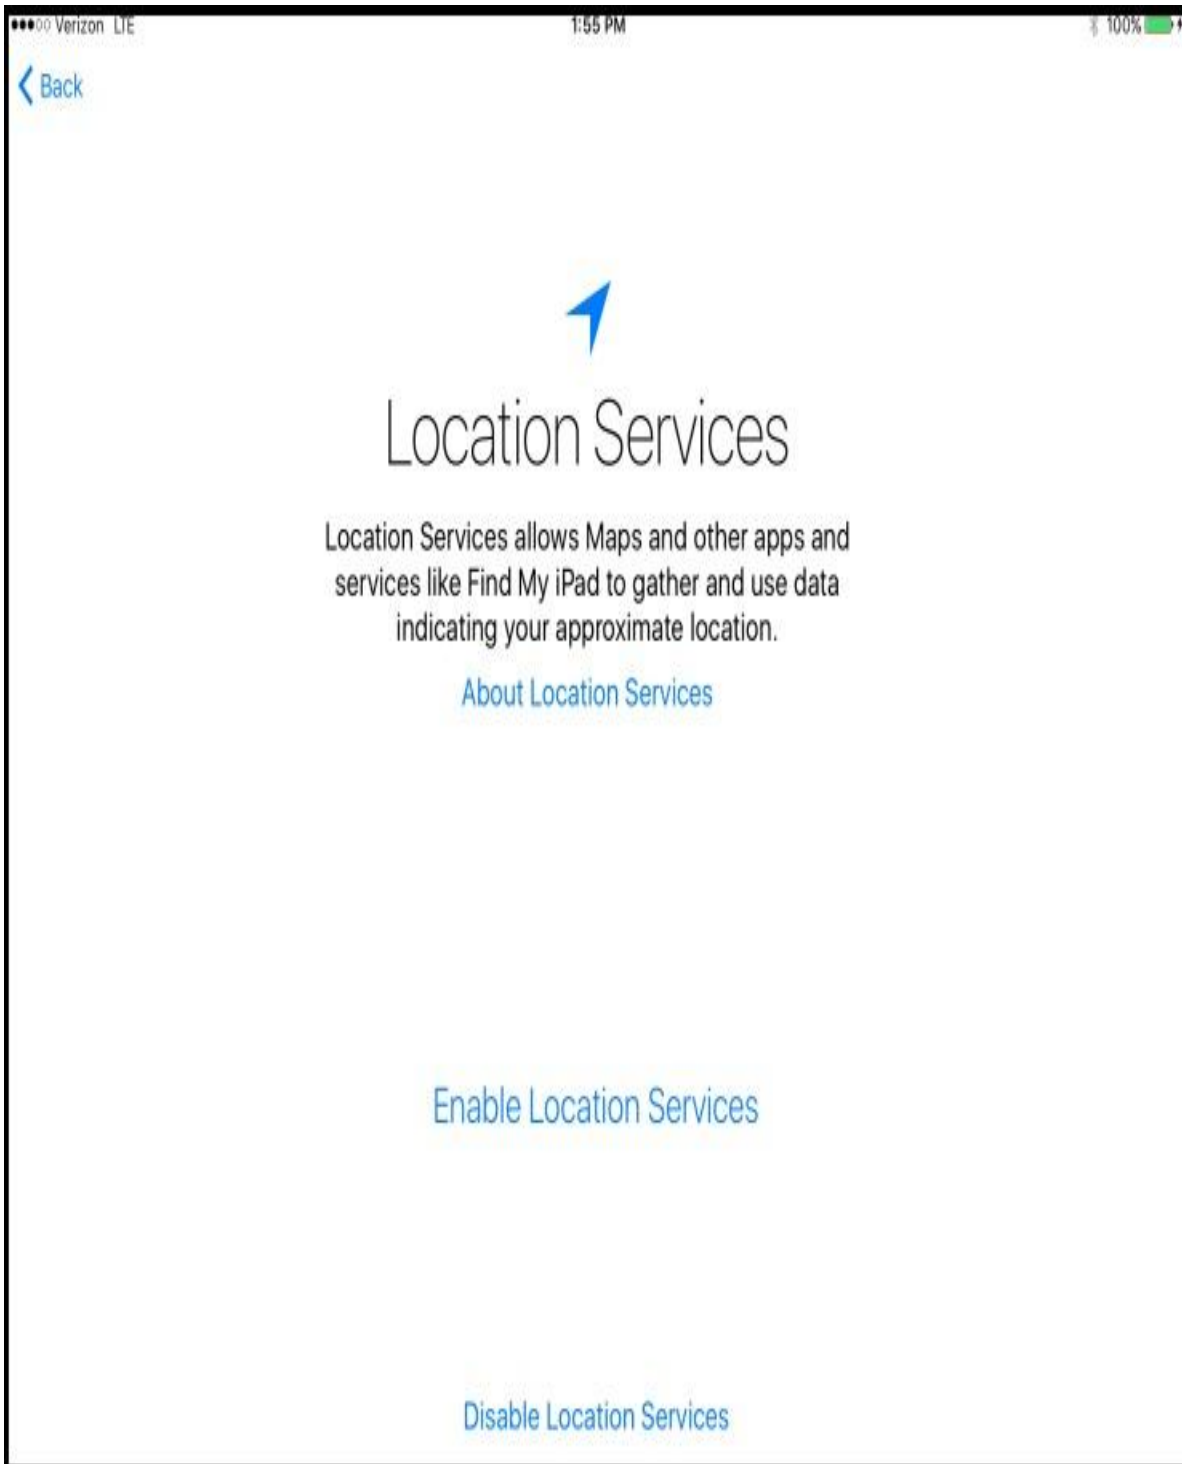 Verizon LTE 1:55 PM 100%
Back
Location Services
Location Services allows Maps and other apps and
services like Find My iPad to gather and use data
indicating your approximate location.
About Location Services
Enable Location Services
Disable Location Services